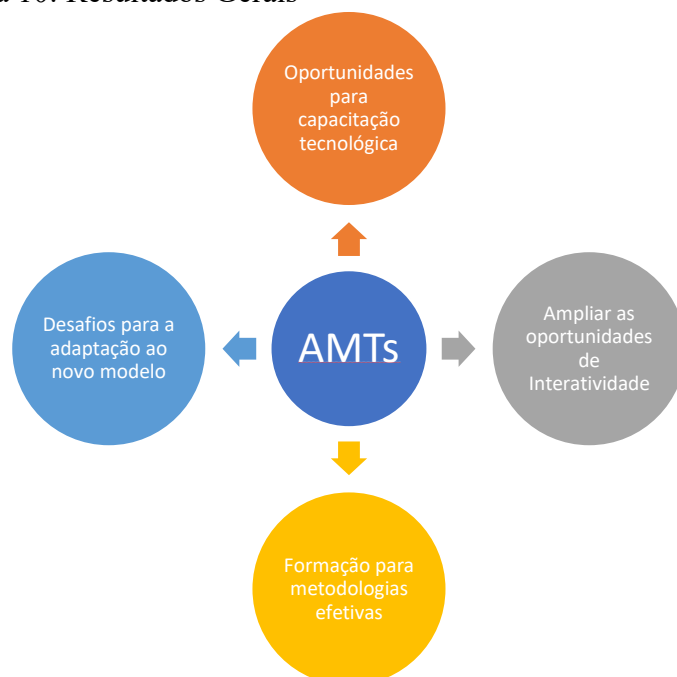 a 10: Resultados Gerais
Oportunidades
para
capacitação
tecnológica
Desafios para a
adaptação ao
novo modelo
AMTs
Ampliar as
oportunidades
de
Interatividade
Formação para
metodologias
efetivas